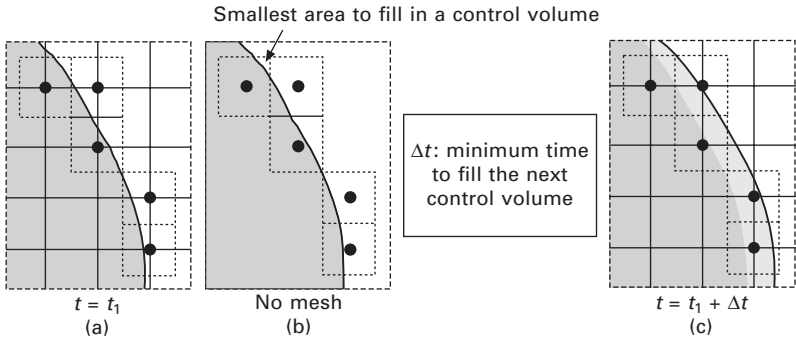 Smallest area to fill in a control volume
Δt: minimum time
to fill the next
control volume
t = t₁
(a)
No mesh
(b)
t = t₁ + Δt
(c)